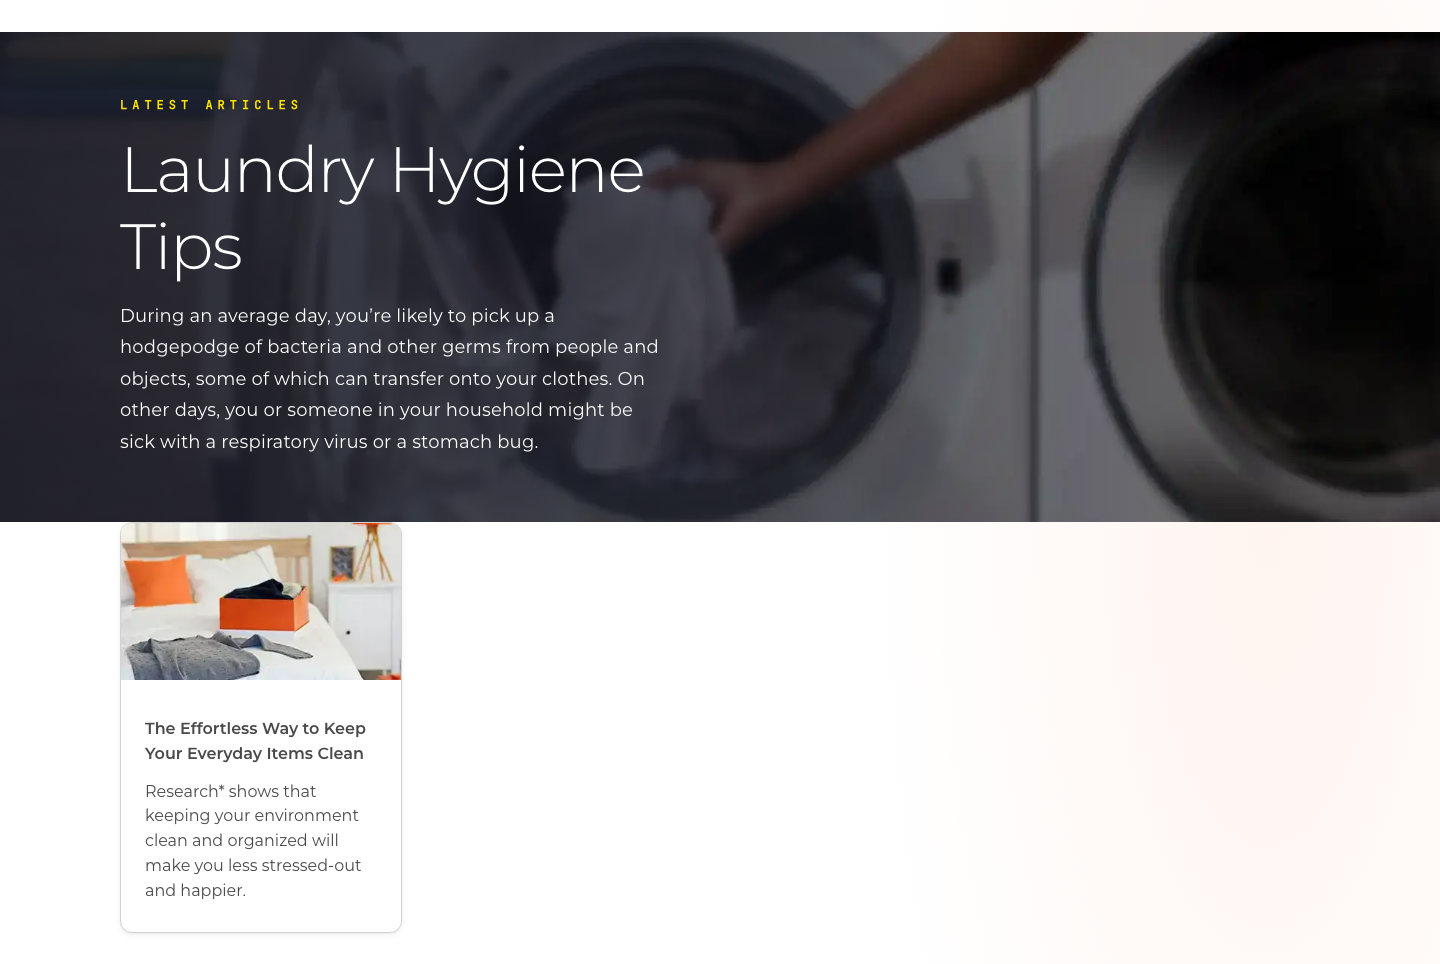 LATEST ARTICLES
Laundry Hygiene
Tips
During an average day, you’re likely to pick up a
hodgepodge of bacteria and other germs from people and
objects, some of which can transfer onto your clothes. On
other days, you or someone in your household might be
sick with a respiratory virus or a stomach bug.
The Effortless Way to Keep
Your Everyday Items Clean
Research* shows that
keeping your environment
clean and organized will
make you less stressed-out
and happier.